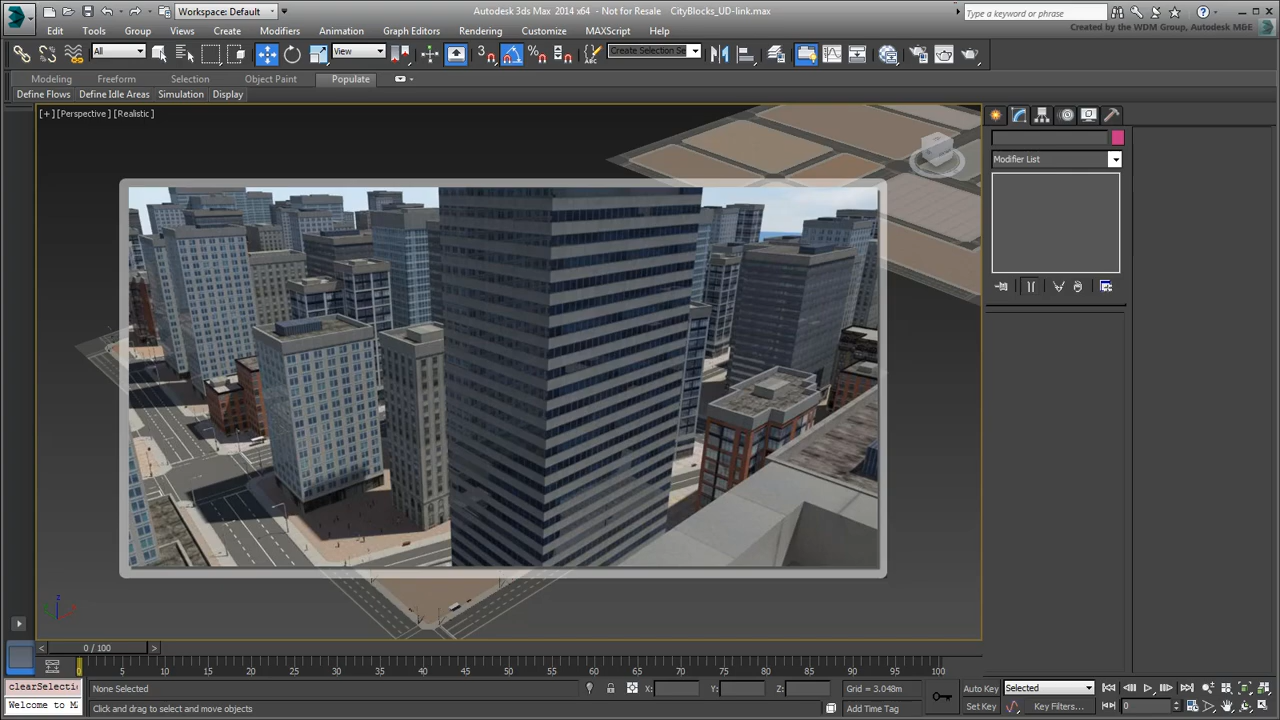 Workspace: Default
Autodesk 3ds Max 2014 x64 - Not for Resale CityBlocks_UD-link.max
Type a keyword or phrase
Created by the WDM Group, Autodesk M&E
Edit Tools Group Views Create Modifiers Animation Graph Editors Rendering Customize MAXScript Help
All View Create Selection Se
Modeling Freeform Selection Object Paint Populate
Define Flows Define Idle Areas Simulation Display
[+] [Perspective] [Realistic]
Modifier List
0 / 100
0 5 10 15 20 25 30 35 40 45 50 55 60 65 70 75 80 85 90 95 100
clearSelecti None Selected X: Y: Z: Grid = 3.048m Auto Key Selected
Welcome to M Click and drag to select and move objects Add Time Tag Set Key Key Filters... 0